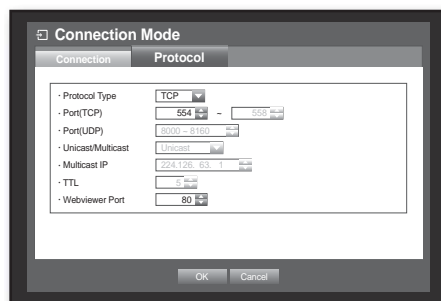 Connection Mode
Connection Protocol
· Protocol Type TCP
· Port(TCP) 554 – 558
· Port(UDP) 8000 ~ 8160
· Unicast/Multicast Unicast
· Multicast IP 224.126. 63. 1
· TTL 5
· Webviewer Port 80
OK Cancel